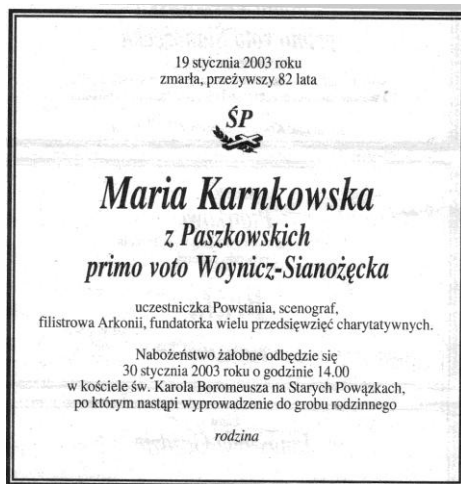 19 stycznia 2003 roku
zmarła, przeżywszy 82 lata
ŚP
Maria Karnkowska
z Paszkowskich
primo voto Woynicz-Sianożęcka
uczestniczka Powstania, scenograf,
filistrowa Arkonii, fundatorka wielu przedsięwzięć charytatywnych.
Nabożeństwo żałobne odbędzie się
30 stycznia 2003 roku o godzinie 14.00
w kościele św. Karola Boromeusza na Starych Powązkach,
po którym nastąpi wyprowadzenie do grobu rodzinnego
rodzina